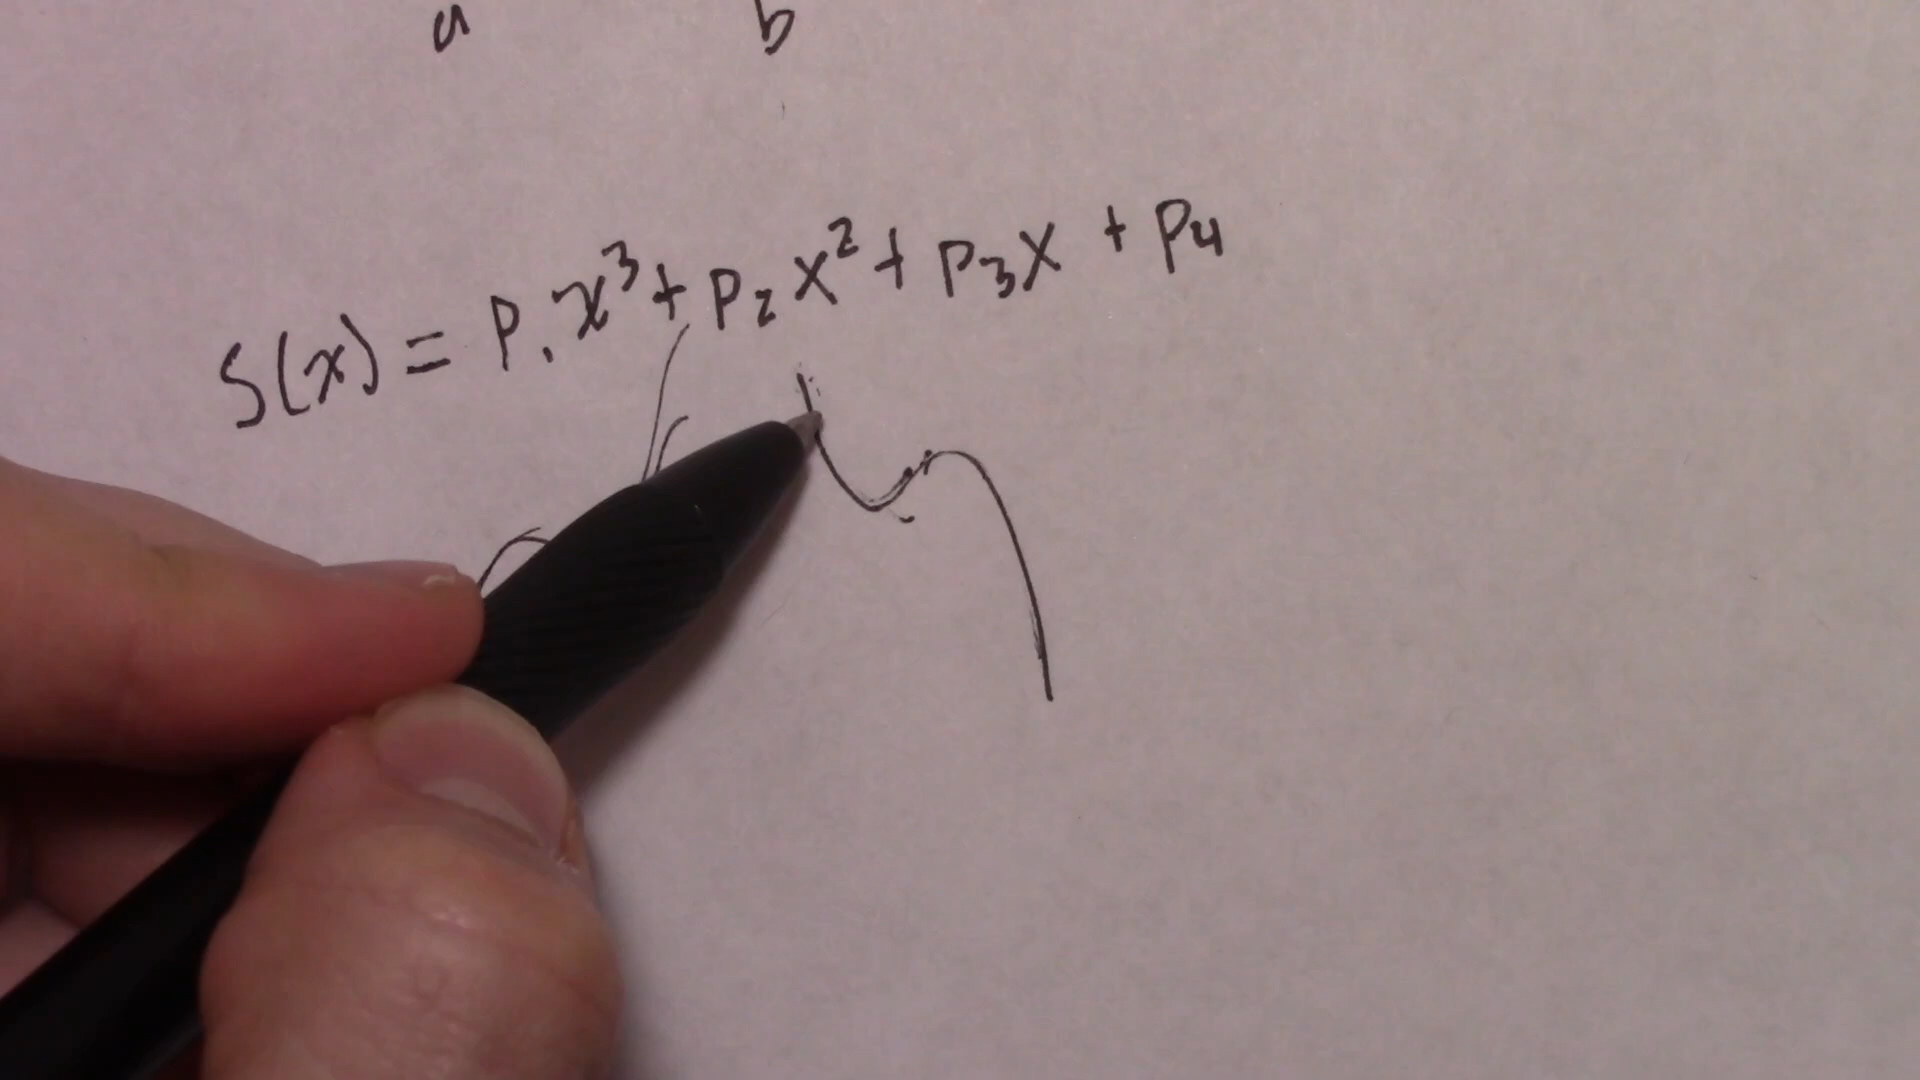 a b
S(x) = P₁x³ + P₂x² + P₃x + P₄